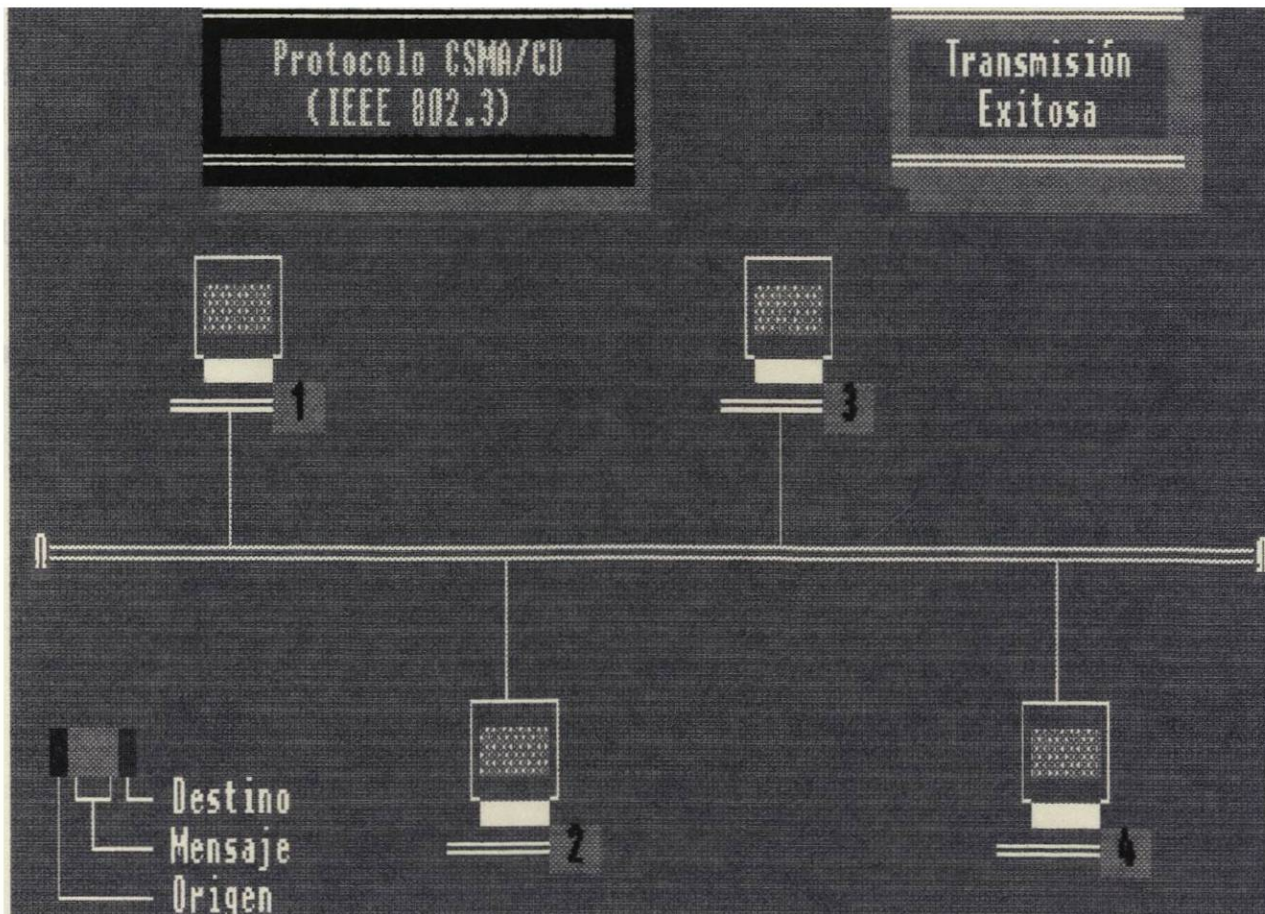 Protocolo CSMA/CD
(IEEE 802.3)
Transmisión
Exitosa
1
3
2
4
Destino
Mensaje
Origen